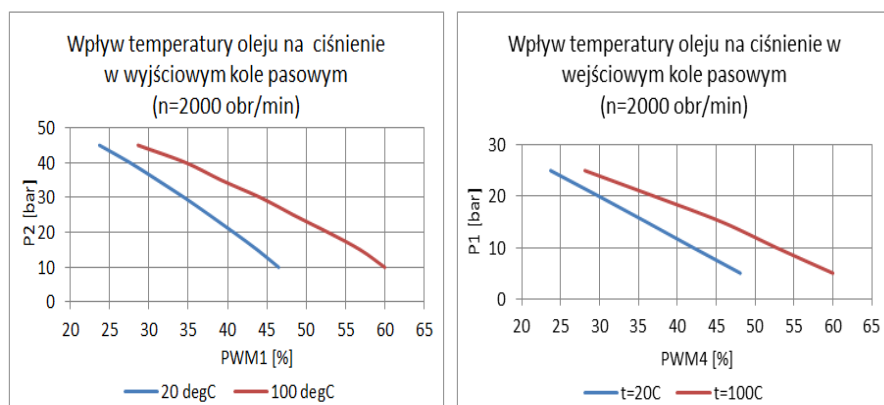 Wpływ temperatury oleju na ciśnienie
w wyjściowym kole pasowym
(n=2000 obr/min)
50
40
30
20
10
0
P2 [bar]
20 25 30 35 40 45 50 55 60 65
PWM1 [%]
20 degC 100 degC
Wpływ temperatury oleju na ciśnienie w
wejściowym kole pasowym
(n=2000 obr/min)
30
20
10
0
P1 [bar]
20 25 30 35 40 45 50 55 60 65
PWM4 [%]
t=20C t=100C